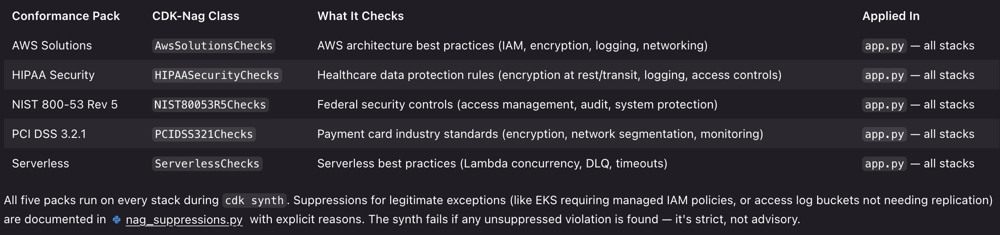 Conformance Pack CDK-Nag Class What It Checks Applied In
AWS Solutions AwsSolutionsChecks AWS architecture best practices (IAM, encryption, logging, networking) app.py — all stacks
HIPAA Security HIPAASecurityChecks Healthcare data protection rules (encryption at rest/transit, logging, access controls) app.py — all stacks
NIST 800-53 Rev 5 NIST80053R5Checks Federal security controls (access management, audit, system protection) app.py — all stacks
PCI DSS 3.2.1 PCIDSS321Checks Payment card industry standards (encryption, network segmentation, monitoring) app.py — all stacks
Serverless ServerlessChecks Serverless best practices (Lambda concurrency, DLQ, timeouts) app.py — all stacks
All five packs run on every stack during cdk synth. Suppressions for legitimate exceptions (like EKS requiring managed IAM policies, or access log buckets not needing replication)
are documented in nag_suppressions.py with explicit reasons. The synth fails if any unsuppressed violation is found — it's strict, not advisory.